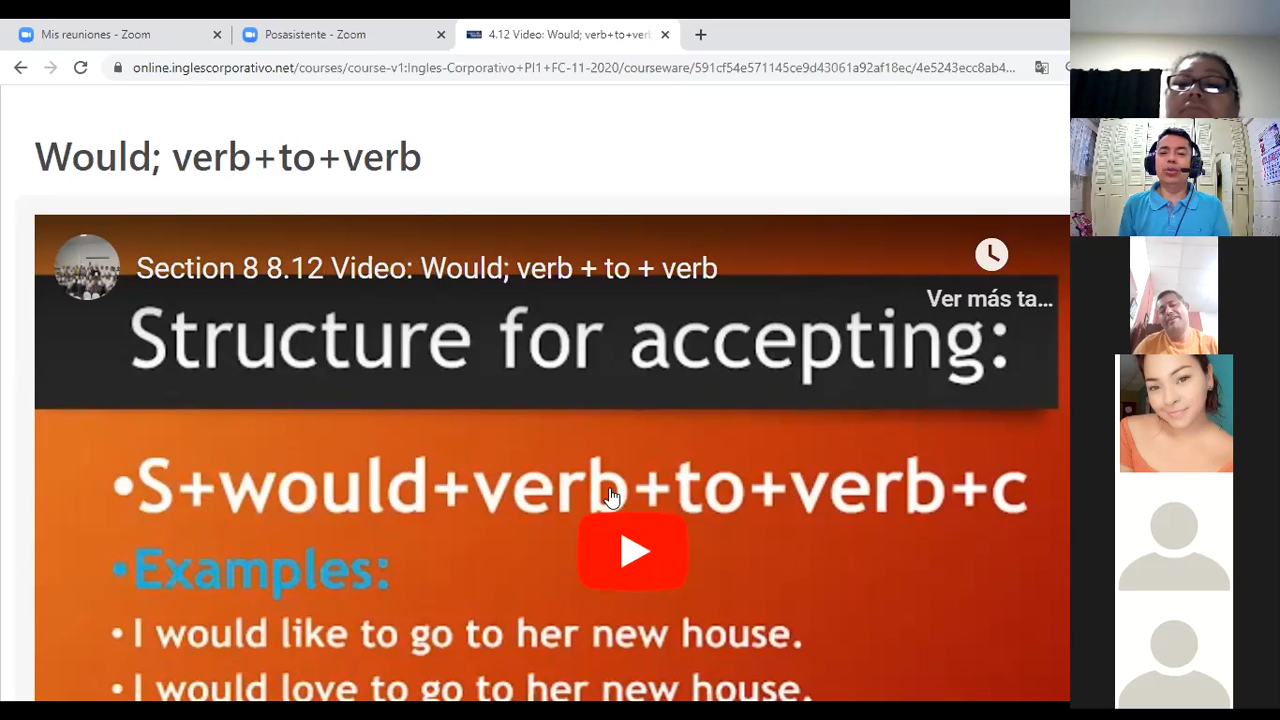 Mis reuniones - Zoom
Posasistente - Zoom
4.12 Video: Would; verb+to+verb
online.inglescorporativo.net/courses/course-v1:Ingles-Corporativo+PI1+FC-11-2020/courseware/591cf54e571145ce9d43061a92af18ec/4e5243ecc8ab4...
Would; verb+to+verb
Section 8 8.12 Video: Would; verb + to + verb
Ver más ta...
Structure for accepting:
•S+would+verb+to+verb+c
•Examples:
• I would like to go to her new house.
• I would love to go to her new house.